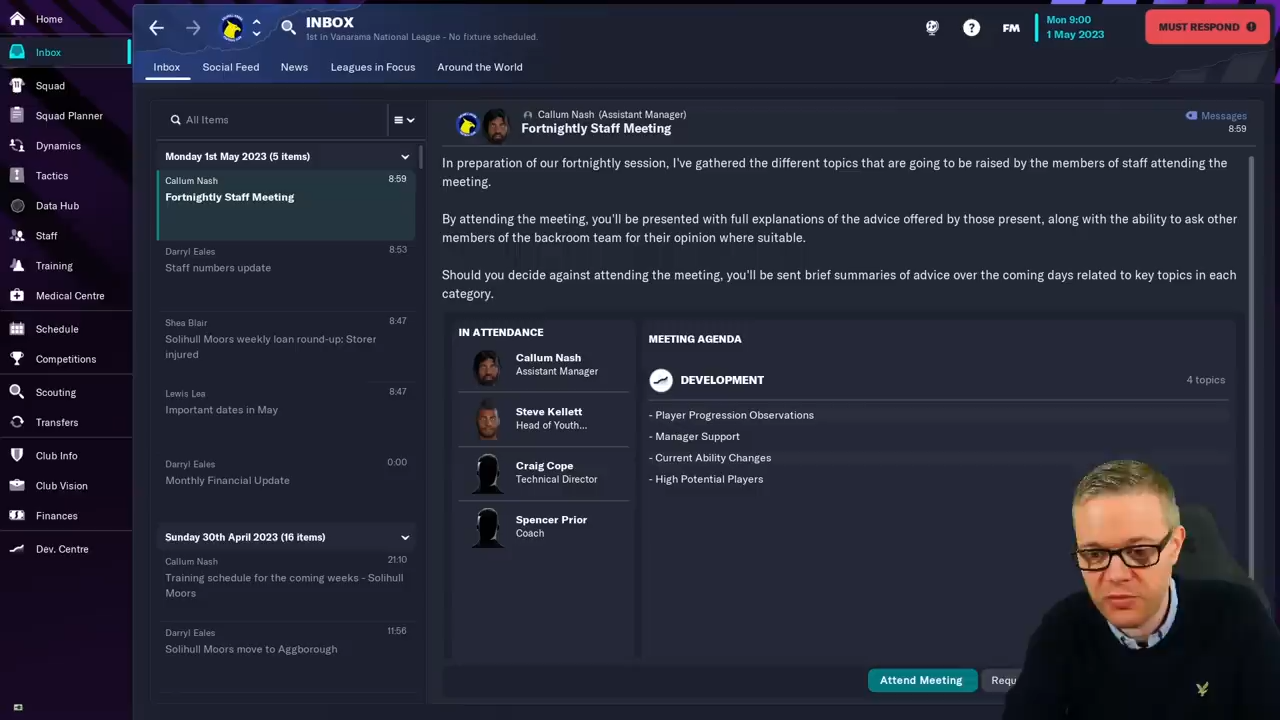 Home
Inbox
Squad
Squad Planner
Dynamics
Tactics
Data Hub
Staff
Training
Medical Centre
Schedule
Competitions
Scouting
Transfers
Club Info
Club Vision
Finances
Dev. Centre
INBOX
1st in Vanarama National League - No fixture scheduled.
FM
Mon 9:00
1 May 2023
MUST RESPOND
Inbox
Social Feed
News
Leagues in Focus
Around the World
All Items
Monday 1st May 2023 (5 items)
Callum Nash 8:59
Fortnightly Staff Meeting
Darryl Eales 8:53
Staff numbers update
Shea Blair 8:47
Solihull Moors weekly loan round-up: Storer
injured
Lewis Lea 8:47
Important dates in May
Darryl Eales 0:00
Monthly Financial Update
Sunday 30th April 2023 (16 items)
Callum Nash 21:10
Training schedule for the coming weeks - Solihull
Moors
Darryl Eales 11:56
Solihull Moors move to Aggborough
Callum Nash (Assistant Manager)
Fortnightly Staff Meeting
Messages
8:59
In preparation of our fortnightly session, I've gathered the different topics that are going to be raised by the members of staff attending the
meeting.
By attending the meeting, you'll be presented with full explanations of the advice offered by those present, along with the ability to ask other
members of the backroom team for their opinion where suitable.
Should you decide against attending the meeting, you'll be sent brief summaries of advice over the coming days related to key topics in each
category.
IN ATTENDANCE
Callum Nash
Assistant Manager
Steve Kellett
Head of Youth...
Craig Cope
Technical Director
Spencer Prior
Coach
MEETING AGENDA
DEVELOPMENT 4 topics
- Player Progression Observations
- Manager Support
- Current Ability Changes
- High Potential Players
Attend Meeting